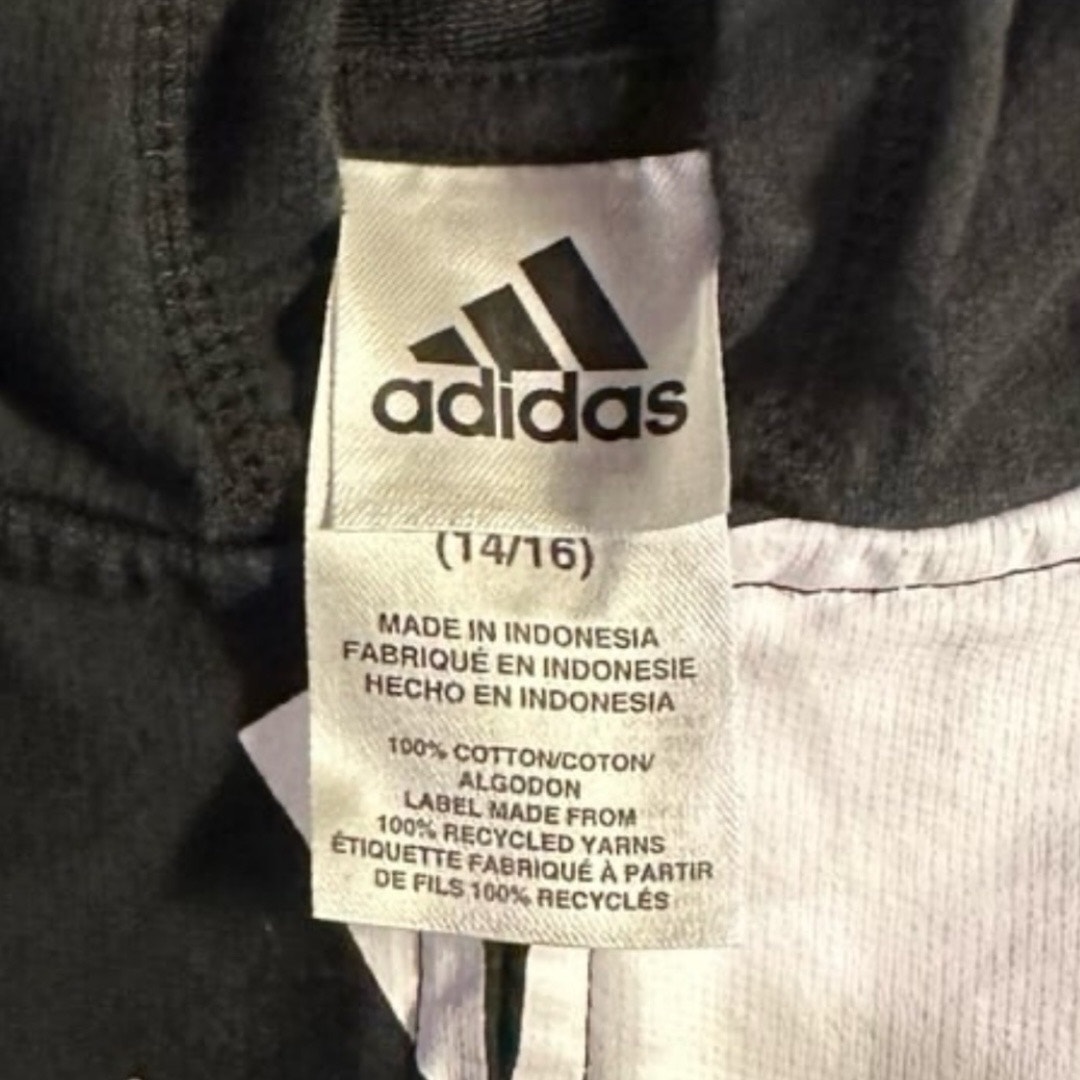 adidas
(14/16)
MADE IN INDONESIA
FABRIQUÉ EN INDONESIE
HECHO EN INDONESIA
100% COTTON/COTON/
ALGODON
LABEL MADE FROM
100% RECYCLED YARNS
ÉTIQUETTE FABRIQUÉ À PARTIR
DE FILS 100% RECYCLÉS